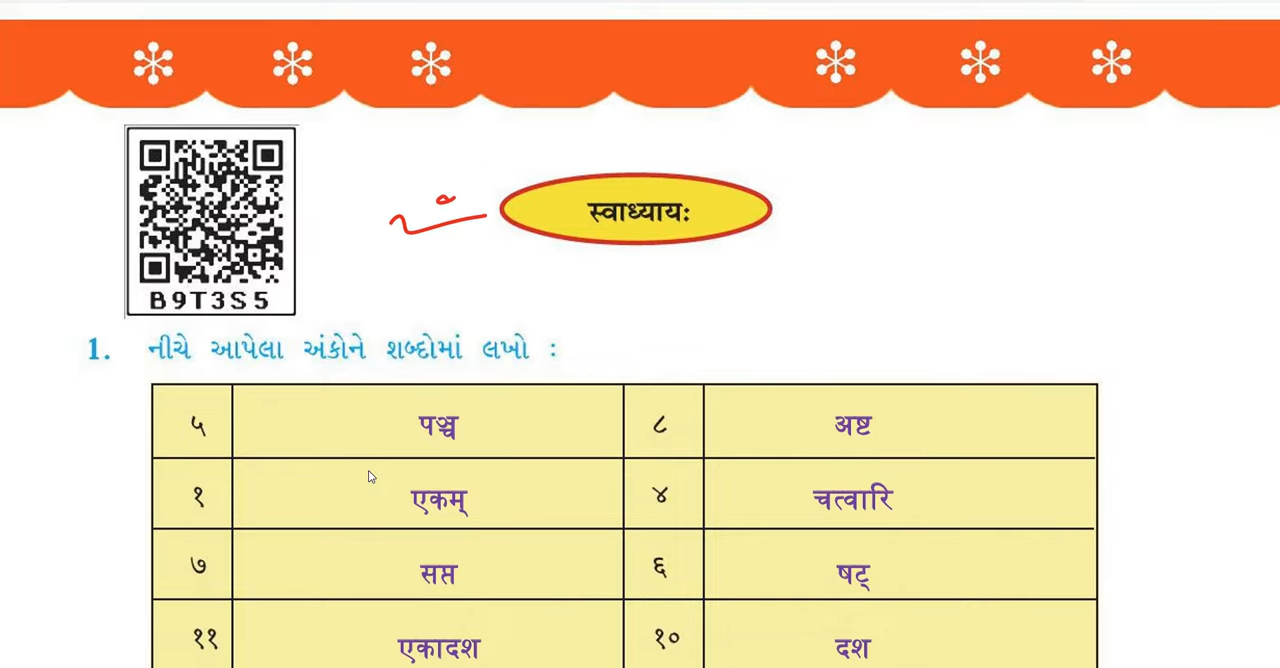 स्वाध्यायः
B9T3S5
1. નીચે આપેલા અંકોને શબ્દોમાં લખો :
५ पञ्च ८ अष्ट
१ एकम् ४ चत्वारि
७ सप्त ६ षट्
११ एकादश १० दश